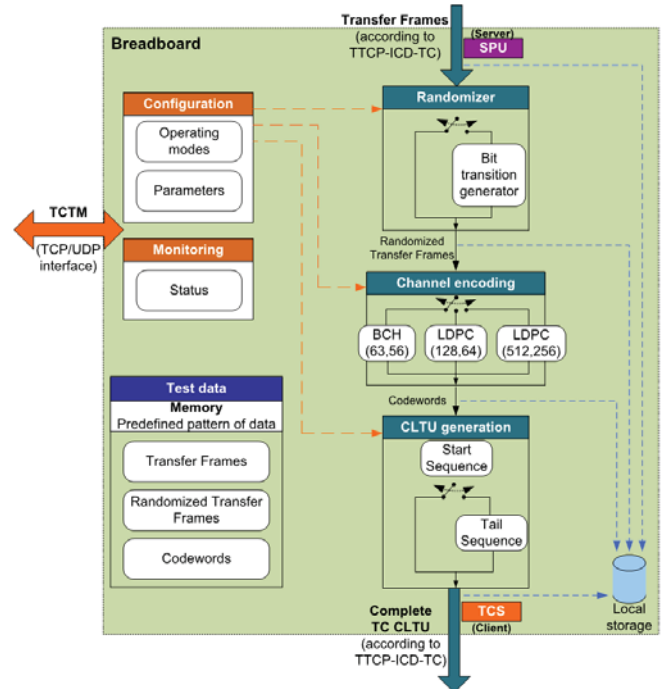 Transfer Frames
(according to
TTCP-ICD-TC)
(Server)
SPU
Breadboard
Configuration
Operating
modes
Parameters
Randomizer
Bit
transition
generator
TCTM
(TCP/UDP
interface)
Monitoring
Status
Randomized
Transfer Frames
Channel encoding
BCH
(63,56)
LDPC
(128,64)
LDPC
(512,256)
Codewords
Test data
Memory
Predefined pattern of data
Transfer Frames
Randomized Transfer
Frames
Codewords
CLTU generation
Start
Sequence
Tail
Sequence
Complete
TC CLTU
(according to
TTCP-ICD-TC)
TCS
(Client)
Local
storage